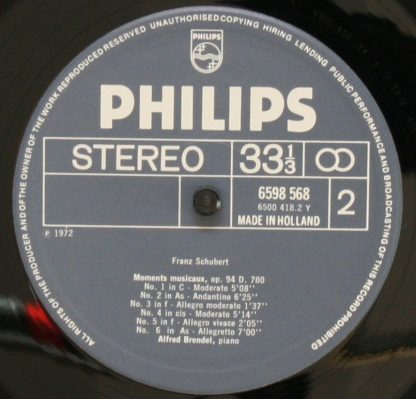 ALL RIGHTS OF THE PRODUCER AND OF THE OWNER OF THE WORK REPRODUCED RESERVED UNAUTHORISED COPYING HIRING LENDING PUBLIC PERFORMANCE AND BROADCASTING OF THIS RECORD PROHIBITED
PHILIPS
PHILIPS
STEREO
33⅓
6598 568
6500 418.2 Y
MADE IN HOLLAND
2
P 1972
Franz Schubert
Moments musicaux, op. 94 D. 780
No. 1 in C - Moderato 5'08''
No. 2 in As - Andantino 6'25''
No. 3 in f - Allegro moderato 1'37''
No. 4 in cis - Moderato 5'14''
No. 5 in f - Allegro vivace 2'05''
No. 6 in As - Allegretto 7'00''
Alfred Brendel, piano